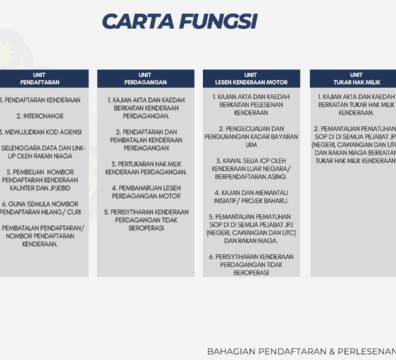 CARTA FUNGSI
UNIT
PENDAFTARAN
1. PENDAFTARAN KENDERAAN
2. INTERCHANGE
3. MEWUJUDKAN KOD AGENSI
SELENGGARA DATA DAN LINK-
UP OLEH RAKAN NIAGA
5. PEMBELIAN NOMBOR
PENDAFTARAN KENDERAAN
KAUNTER DAN JPJEBID
6. GUNA SEMULA NOMBOR
PENDAFTARAN HILANG/ CURI
PEMBATALAN PENDAFTARAN/
NOMBOR PENDAFTARAN
KENDERAAN.
UNIT
PERDAGANGAN
1. KAJIAN AKTA DAN KAEDAH
BERKAITAN KENDERAAN
PERDAGANGAN.
2. PENDAFTARAN DAN
PEMBATALAN KENDERAAN
PERDAGANGAN
3. PERTUKARAN HAK MILIK
KENDERAAN PERDAGANGAN.
4. PEMBAHARUAN LESEN
PERDAGANGAN MOTOR
5. PERISYTIHARAN KENDERAAN
PERDAGANGAN TIDAK
BEROPERASI
UNIT
LESEN KENDERAAN MOTOR
1. KAJIAN AKTA DAN KAEDAH
BERKAITAN PELESENAN
KENDERAAN
2. PENGECUALIAN DAN
PENGURANGAN KADAR BAYARAN
LKM
3. KAWAL SELIA ICP OLEH
KENDERAAN LUAR NEGARA/
BERPENDAFTARAN ASING.
4. KAJIAN DAN MEMANTAU
INISIATIF/ PROJEK BAHARU.
5. PEMANTAUAN PEMATUHAN
SOP DI DI SEMUA PEJABAT JPJ
(NEGERI, CAWANGAN DAN UTC)
DAN RAKAN NIAGA.
6. PERISYTIHARAN KENDERAAN
PERDAGANGAN TIDAK
BEROPERASI
UNIT
TUKAR HAK MILIK
1. KAJIAN AKTA DAN KAEDAH
BERKAITAN TUKAR HAK MILIK
KENDERAAN.
2. PEMANTAUAN PEMATUHAN
SOP DI DI SEMUA PEJABAT JPJ
(NEGERI, CAWANGAN DAN UTC)
DAN RAKAN NIAGA BERKAITAN
TUKAR HAK MILIK KENDERAAN
BAHAGIAN PENDAFTARAN & PERLESENAN